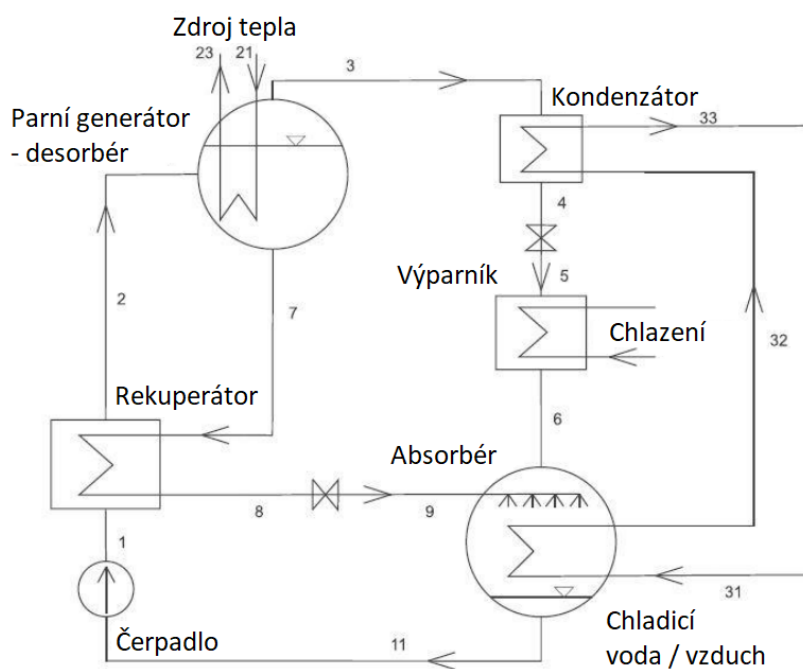 Zdroj tepla
23
21
3
Kondenzátor
Parní generátor
- desorbér
33
4
Výparník
5
2
7
Chlazení
32
Rekuperátor
6
Absorbér
8
9
1
31
Čerpadlo
11
Chladicí
voda / vzduch